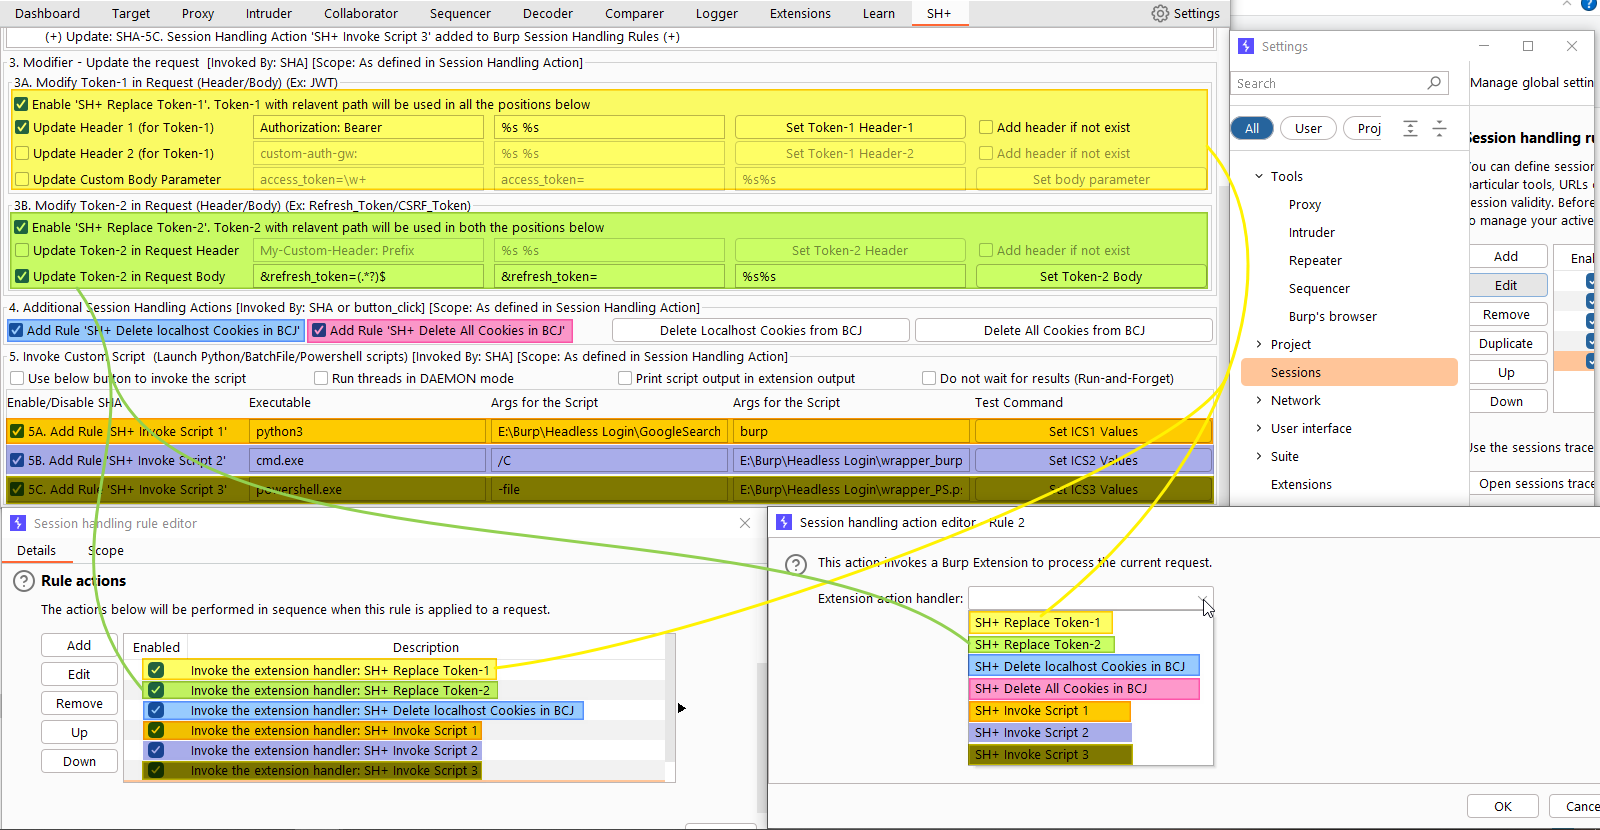 Dashboard Target Proxy Intruder Collaborator Sequencer Decoder Comparer Logger Extensions Learn SH+ Settings
(+) Update: SHA-5C. Session Handling Action 'SH+ Invoke Script 3' added to Burp Session Handling Rules (+)
3. Modifier - Update the request [Invoked By: SHA] [Scope: As defined in Session Handling Action]
3A. Modify Token-1 in Request (Header/Body) (Ex: JWT)
Enable 'SH+ Replace Token-1'. Token-1 with relavent path will be used in all the positions below
Update Header 1 (for Token-1) Authorization: Bearer %s %s Set Token-1 Header-1 Add header if not exist
Update Header 2 (for Token-1) custom-auth-gw: %s %s Set Token-1 Header-2 Add header if not exist
Update Custom Body Parameter access_token=\w+ access_token= %s%s Set body parameter
3B. Modify Token-2 in Request (Header/Body) (Ex: Refresh_Token/CSRF_Token)
Enable 'SH+ Replace Token-2'. Token-2 with relavent path will be used in both the positions below
Update Token-2 in Request Header My-Custom-Header: Prefix %s %s Set Token-2 Header Add header if not exist
Update Token-2 in Request Body &refresh_token=(.*?)$ &refresh_token= %s%s Set Token-2 Body
4. Additional Session Handling Actions [Invoked By: SHA or button_click] [Scope: As defined in Session Handling Action]
Add Rule 'SH+ Delete localhost Cookies in BCJ' Add Rule 'SH+ Delete All Cookies in BCJ' Delete Localhost Cookies from BCJ Delete All Cookies from BCJ
5. Invoke Custom Script (Launch Python/BatchFile/Powershell scripts) [Invoked By: SHA] [Scope: As defined in Session Handling Action]
Use below button to invoke the script Run threads in DAEMON mode Print script output in extension output Do not wait for results (Run-and-Forget)
Enable/Disable SHA Executable Args for the Script Args for the Script Test Command
5A. Add Rule 'SH+ Invoke Script 1' python3 E:\Burp\Headless Login\GoogleSearch burp Set ICS1 Values
5B. Add Rule 'SH+ Invoke Script 2' cmd.exe /C E:\Burp\Headless Login\wrapper_burp Set ICS2 Values
5C. Add Rule 'SH+ Invoke Script 3' powershell.exe -file E:\Burp\Headless Login\wrapper_PS.p Set ICS3 Values
Settings
Search
All User Proj
Tools
Proxy
Intruder
Repeater
Sequencer
Burp's browser
Project
Sessions
Network
User interface
Suite
Extensions
Manage global settin
Session handling ru
You can define session
particular tools, URLs
session validity. Before
to manage your active
Add
Edit
Remove
Duplicate
Up
Down
Enal
Use the sessions trace
Open sessions trace
Session handling rule editor
Details Scope
Rule actions
The actions below will be performed in sequence when this rule is applied to a request.
Add
Edit
Remove
Up
Down
Enabled Description
Invoke the extension handler: SH+ Replace Token-1
Invoke the extension handler: SH+ Replace Token-2
Invoke the extension handler: SH+ Delete localhost Cookies in BCJ
Invoke the extension handler: SH+ Invoke Script 1
Invoke the extension handler: SH+ Invoke Script 2
Invoke the extension handler: SH+ Invoke Script 3
Session handling action editor - Rule 2
This action invokes a Burp Extension to process the current request.
Extension action handler:
SH+ Replace Token-1
SH+ Replace Token-2
SH+ Delete localhost Cookies in BCJ
SH+ Delete All Cookies in BCJ
SH+ Invoke Script 1
SH+ Invoke Script 2
SH+ Invoke Script 3
OK Cance